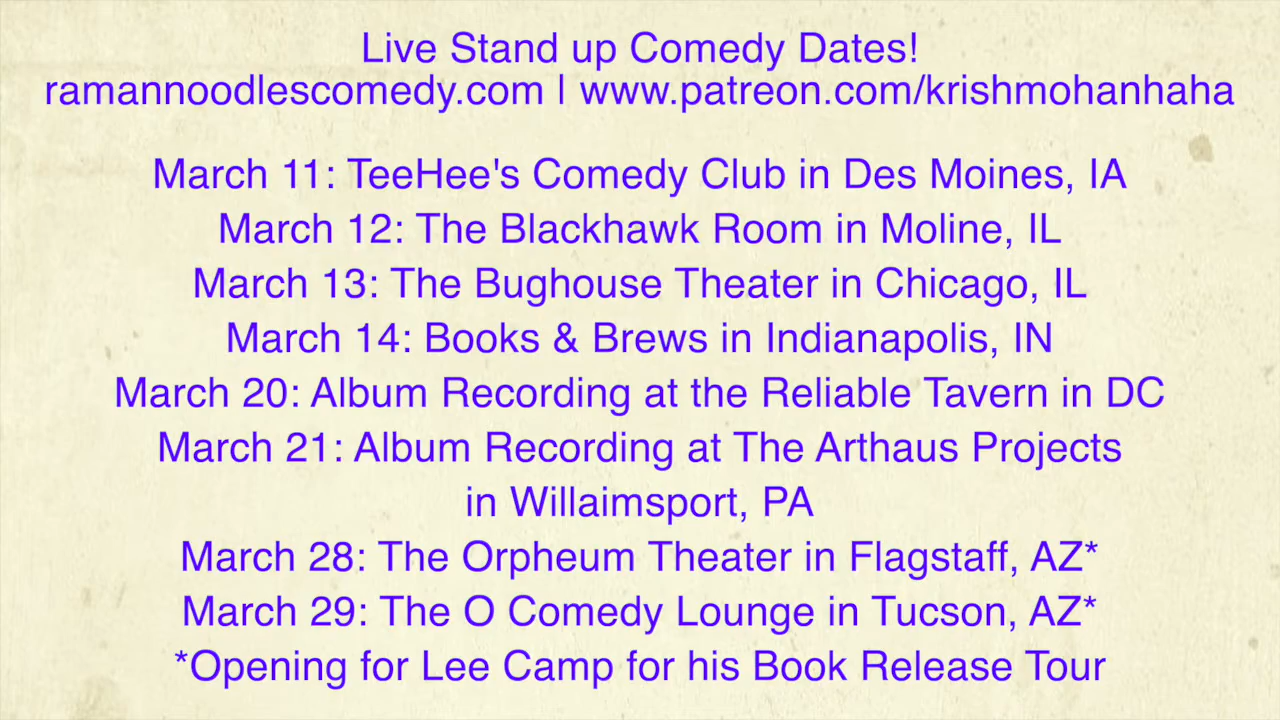 Live Stand up Comedy Dates!
ramannoodlescomedy.com | www.patreon.com/krishmohanhaha
March 11: TeeHee's Comedy Club in Des Moines, IA
March 12: The Blackhawk Room in Moline, IL
March 13: The Bughouse Theater in Chicago, IL
March 14: Books & Brews in Indianapolis, IN
March 20: Album Recording at the Reliable Tavern in DC
March 21: Album Recording at The Arthaus Projects
in Willaimsport, PA
March 28: The Orpheum Theater in Flagstaff, AZ*
March 29: The O Comedy Lounge in Tucson, AZ*
*Opening for Lee Camp for his Book Release Tour